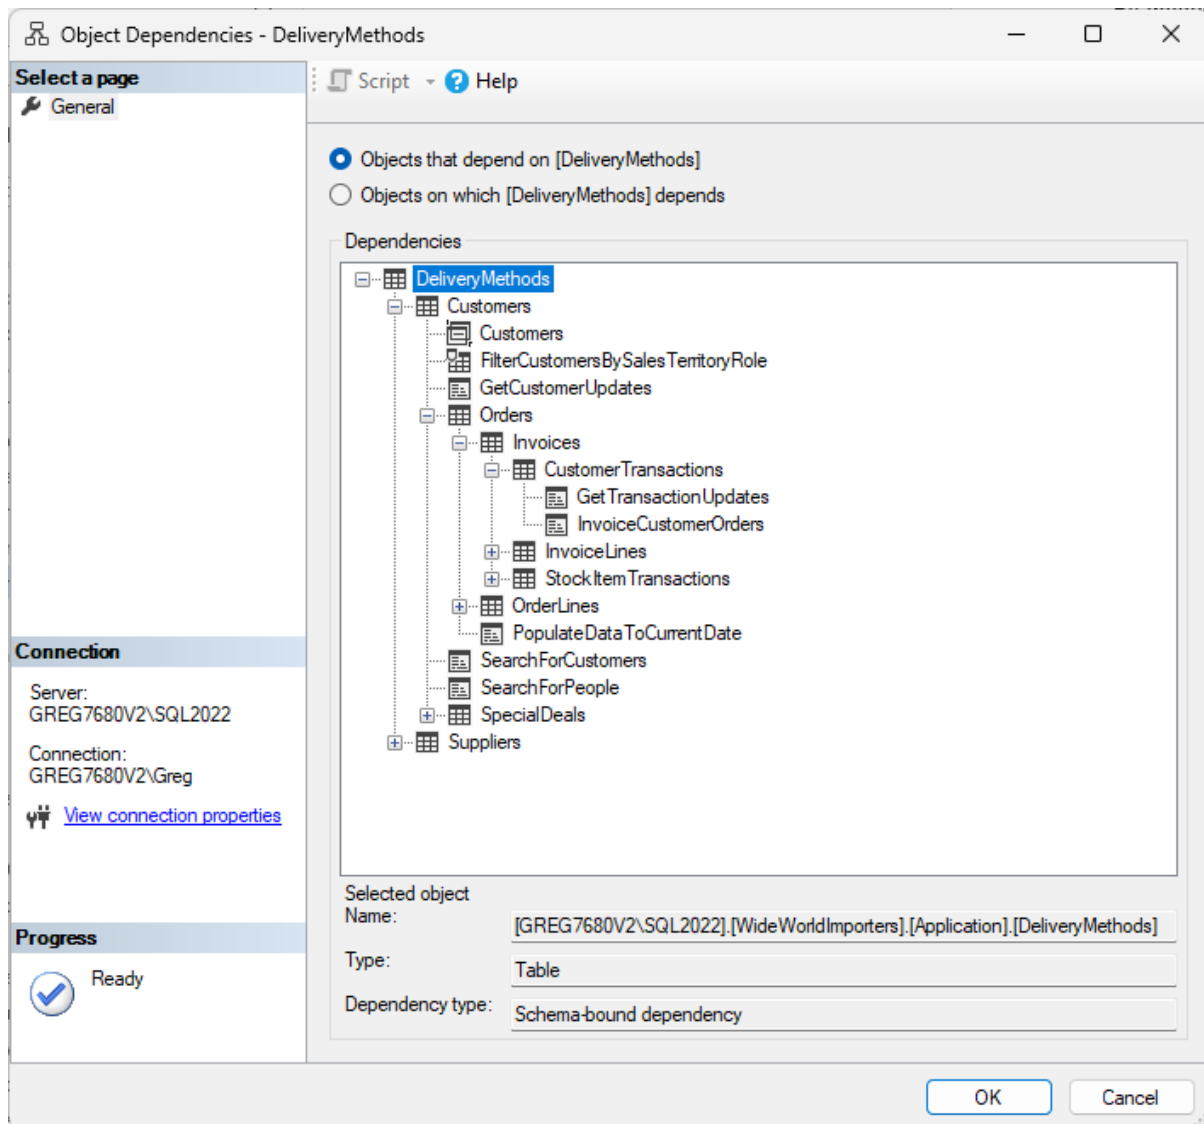 Object Dependencies - DeliveryMethods
Select a page
General
Script
Help
Objects that depend on [DeliveryMethods]
Objects on which [DeliveryMethods] depends
Dependencies
DeliveryMethods
Customers
Customers
FilterCustomersBySalesTerritoryRole
GetCustomerUpdates
Orders
Invoices
CustomerTransactions
GetTransactionUpdates
InvoiceCustomerOrders
InvoiceLines
StockItemTransactions
OrderLines
PopulateDataToCurrentDate
SearchForCustomers
SearchForPeople
SpecialDeals
Suppliers
Connection
Server:
GREG7680V2\SQL2022
Connection:
GREG7680V2\Greg
View connection properties
Progress
Ready
Selected object
Name: [GREG7680V2\SQL2022].[WideWorldImporters].[Application].[DeliveryMethods]
Type: Table
Dependency type: Schema-bound dependency
OK
Cancel